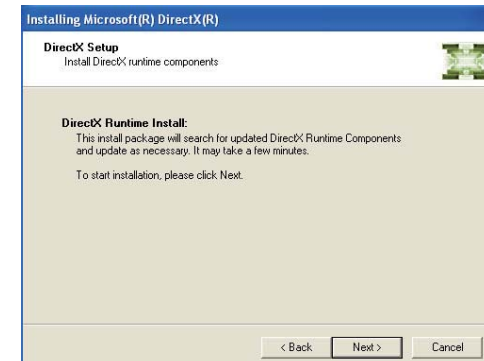 Installing Microsoft(R) DirectX(R)
DirectX Setup
Install DirectX runtime components
DirectX Runtime Install:
This install package will search for updated DirectX Runtime Components
and update as necessary. It may take a few minutes.
To start installation, please click Next.
< Back
Next >
Cancel